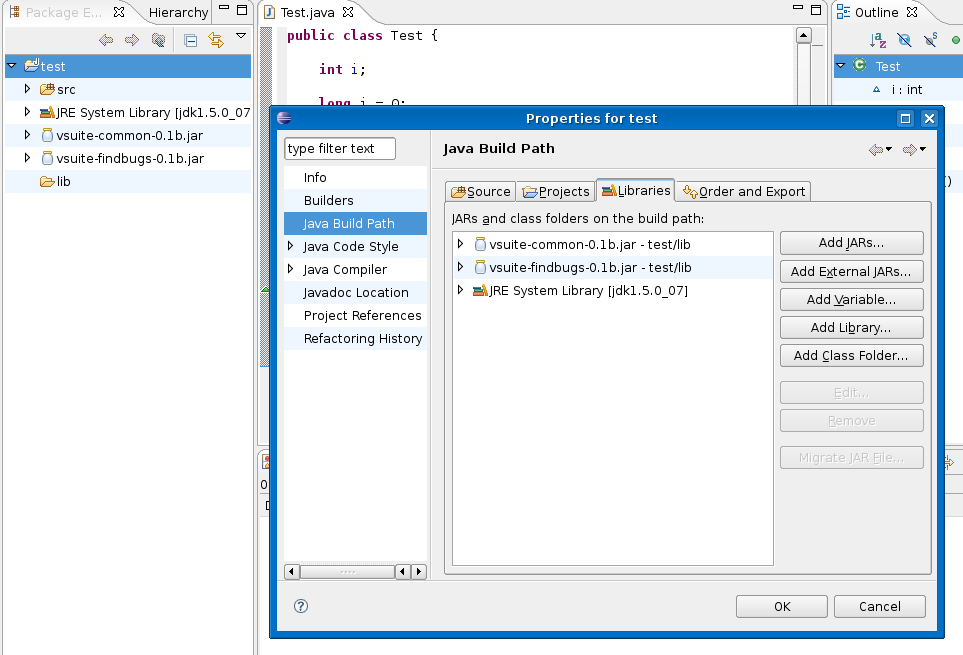 Package E...
Hierarchy
test
src
JRE System Library [jdk1.5.0_07
vsuite-common-0.1b.jar
vsuite-findbugs-0.1b.jar
lib
Test.java
public class Test {
int i;
Outline
Test
i : int
Properties for test
type filter text
Info
Builders
Java Build Path
Java Code Style
Java Compiler
Javadoc Location
Project References
Refactoring History
Java Build Path
Source
Projects
Libraries
Order and Export
JARs and class folders on the build path:
vsuite-common-0.1b.jar - test/lib
vsuite-findbugs-0.1b.jar - test/lib
JRE System Library [jdk1.5.0_07]
Add JARs...
Add External JARs...
Add Variable...
Add Library...
Add Class Folder...
Edit...
Remove
Migrate JAR File...
OK
Cancel